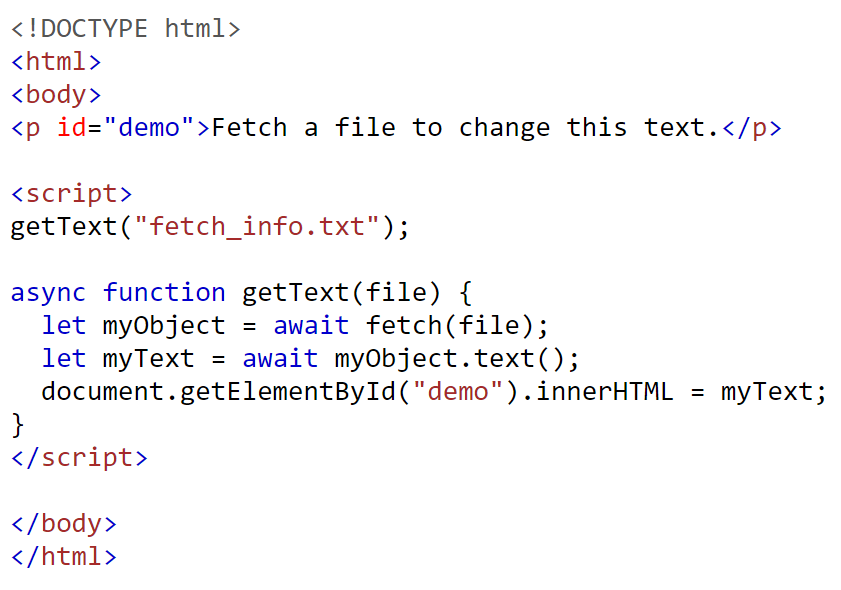 <!DOCTYPE html>
<html>
<body>
<p id="demo">Fetch a file to change this text.</p>
<script>
getText("fetch_info.txt");
async function getText(file) {
let myObject = await fetch(file);
let myText = await myObject.text();
document.getElementById("demo").innerHTML = myText;
}
</script>
</body>
</html>